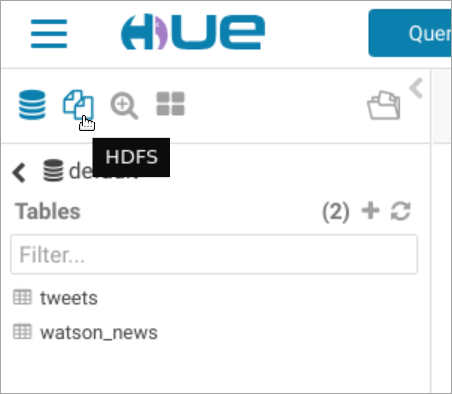 HUE
Quer
HDFS
Tables (2)
Filter...
tweets
watson_news